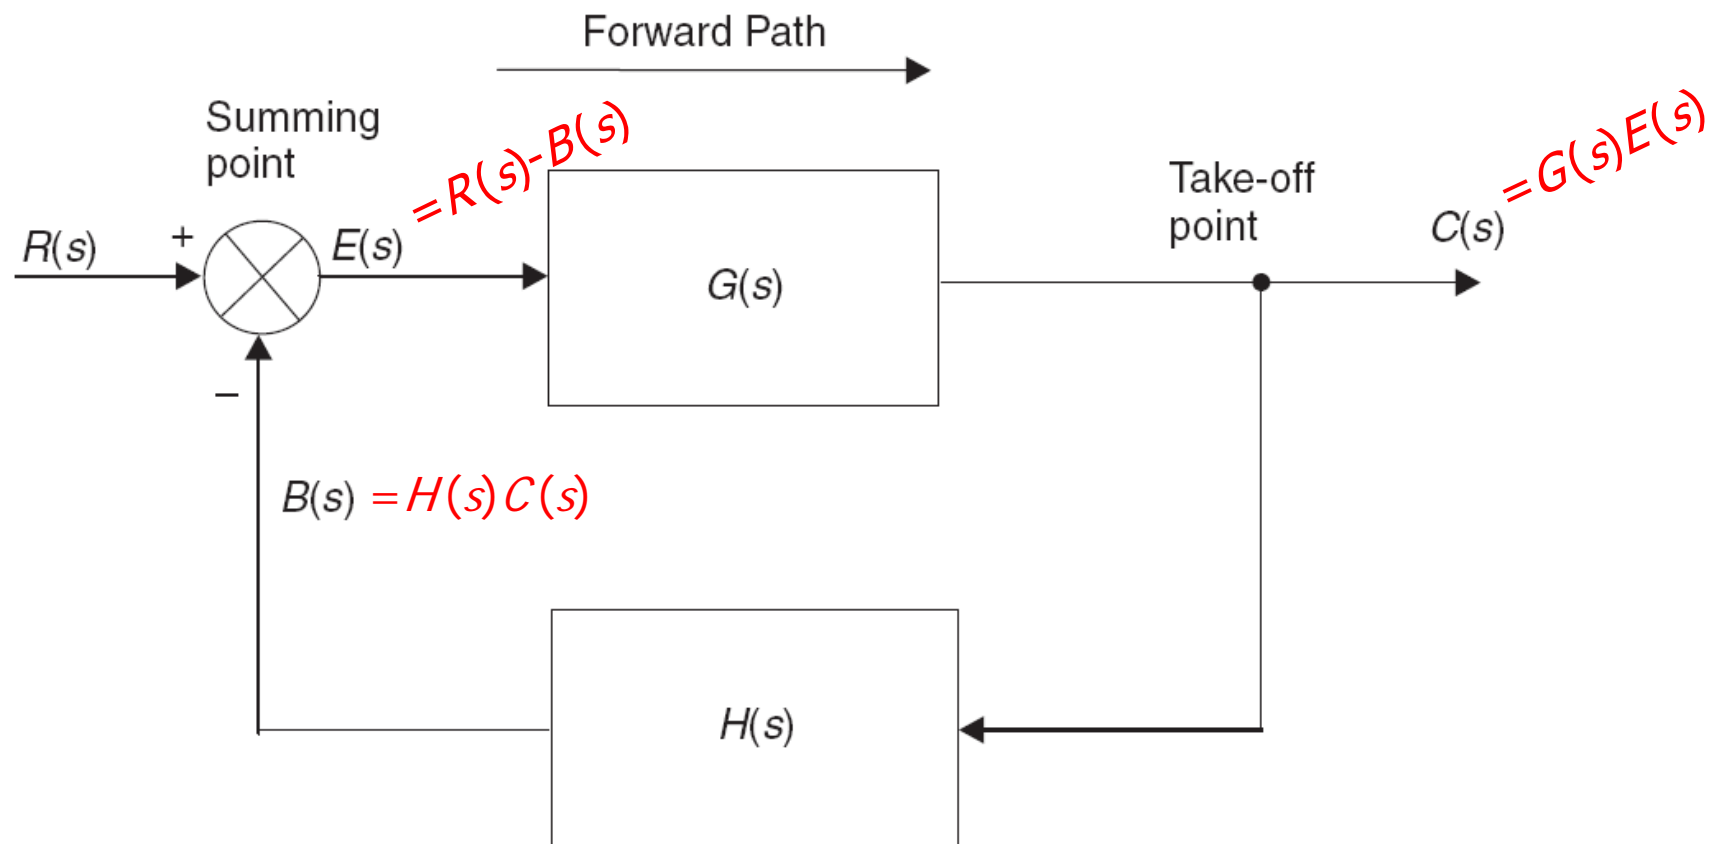 Forward Path
Summing
point
=R(s)-B(s)
=G(s)E(s)
Take-off
point
R(s)
+
E(s)
G(s)
C(s)
–
B(s) =H(s)C(s)
H(s)